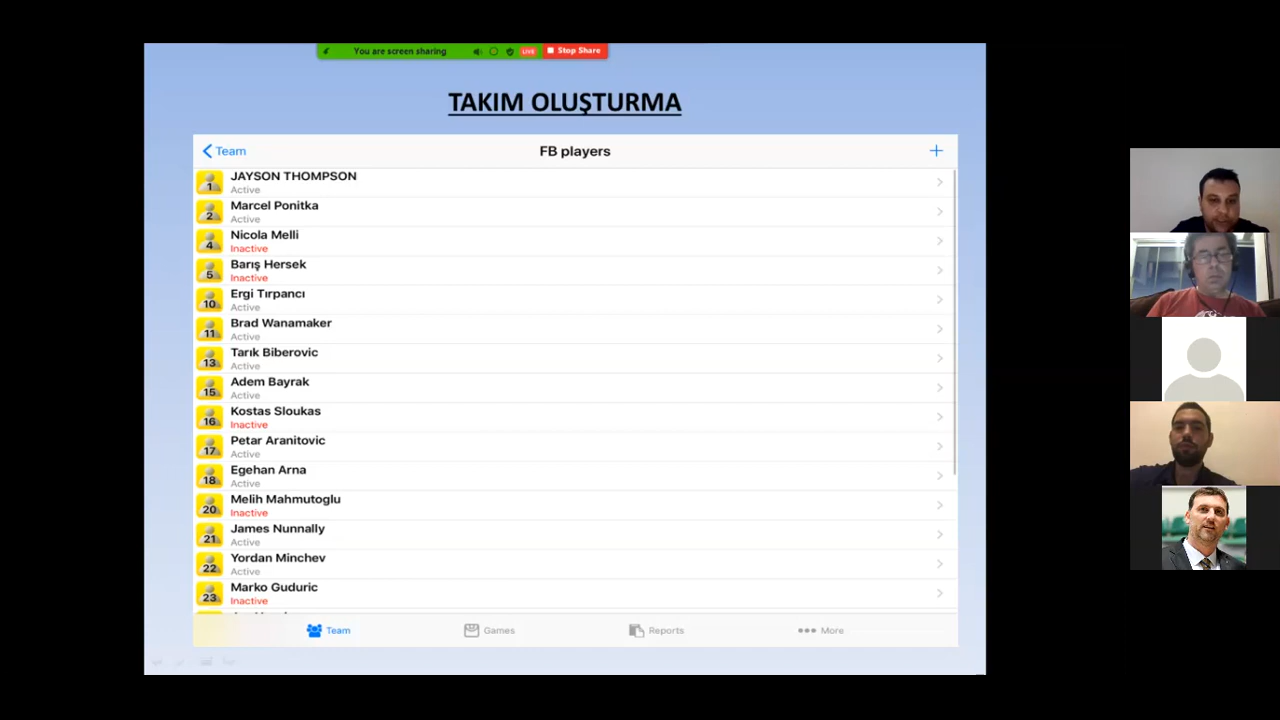 You are screen sharing
LIVE
Stop Share
TAKIM OLUŞTURMA
Team
FB players
1 JAYSON THOMPSON
Active
2 Marcel Ponitka
Active
4 Nicola Melli
Inactive
5 Barış Hersek
Inactive
10 Ergi Tırpancı
Active
11 Brad Wanamaker
Active
13 Tarık Biberovic
Active
15 Adem Bayrak
Active
16 Kostas Sloukas
Inactive
17 Petar Aranitovic
Active
18 Egehan Arna
Active
20 Melih Mahmutoglu
Inactive
21 James Nunnally
Active
22 Yordan Minchev
Active
23 Marko Guduric
Inactive
Team
Games
Reports
More